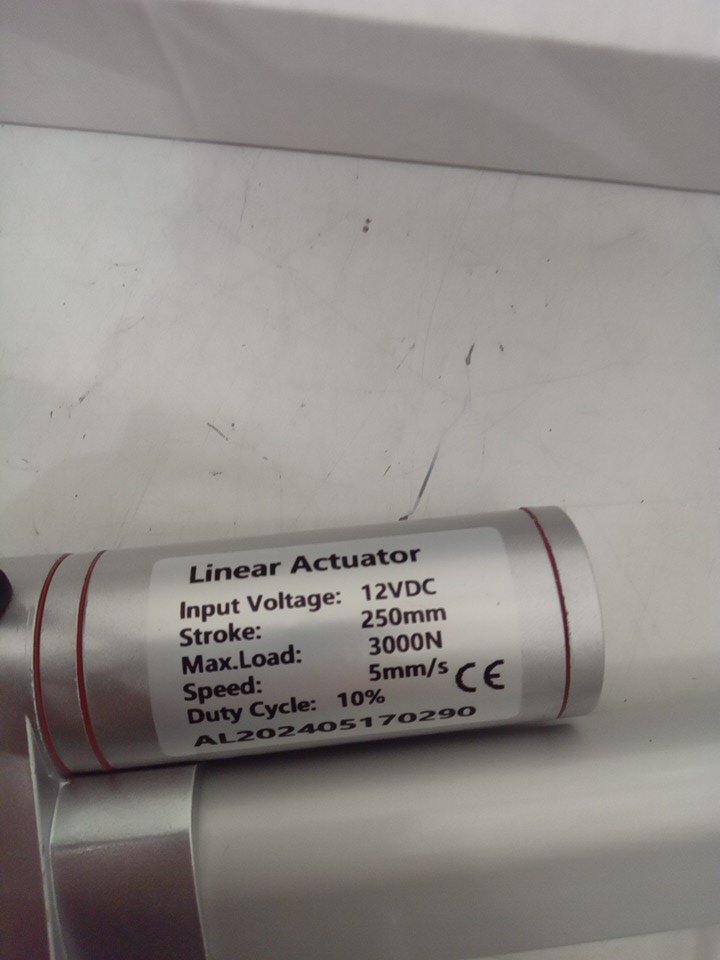 Linear Actuator
Input Voltage: 12VDC
Stroke: 250mm
Max.Load: 3000N
Speed: 5mm/s
Duty Cycle: 10%
CE
AL202405170290